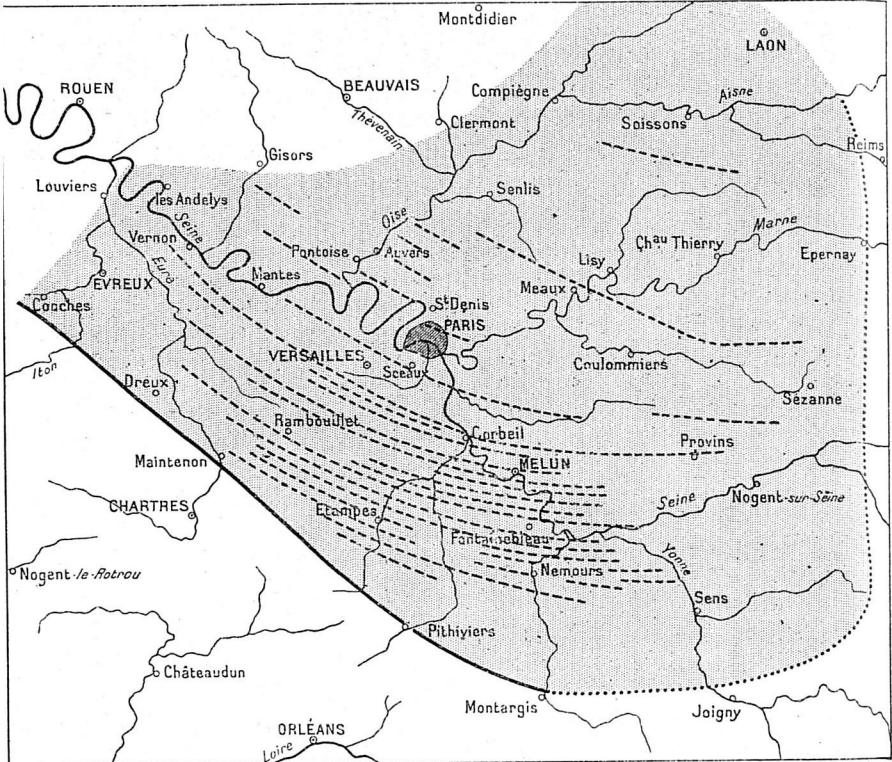 Montdidier
LAON
ROUEN
BEAUVAIS
Compiègne
Aisne
Thévenain
Clermont
Soissons
Reims
Gisors
Louviers
les Andelys
Senlis
Seine
Oise
Vernon
Pontoise
Auvers
Lisy
Chau Thierry
Marne
Epernay
Eure
Mantes
Meaux
EVREUX
Conches
St Denis
PARIS
VERSAILLES
Sceaux
Coulommiers
Iton
Dreux
Sézanne
Rambouillet
Corbeil
Provins
Maintenon
MELUN
CHARTRES
Etampes
Seine
Nogent-sur-Seine
Fontainebleau
Yonne
Nogent-le-Rotrou
Nemours
Sens
Pithiviers
Châteaudun
Montargis
Joigny
ORLÉANS
Loire